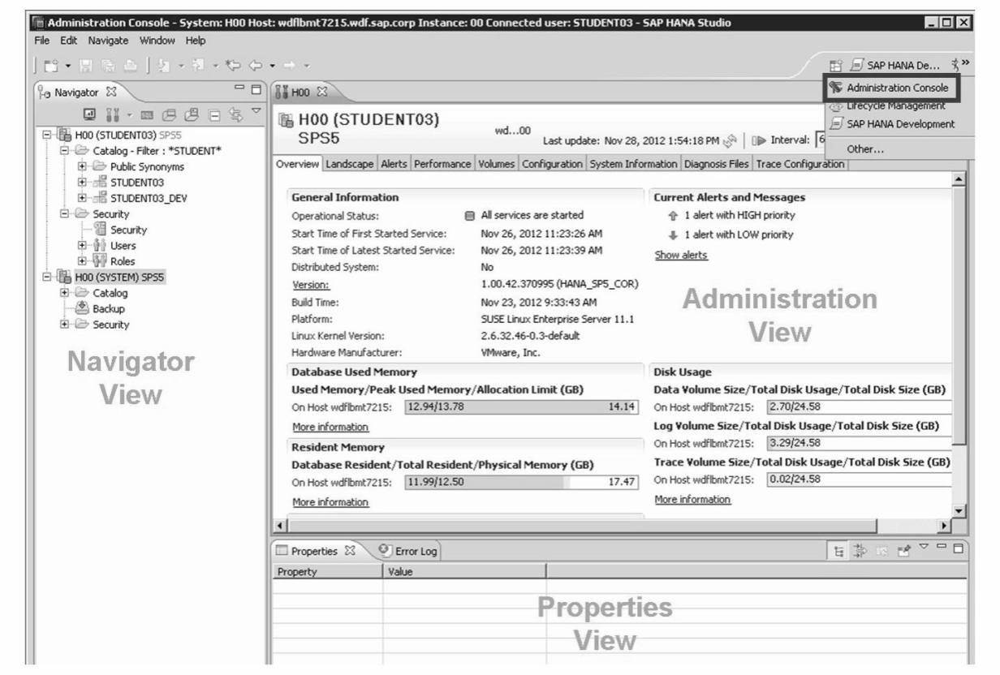 Administration Console - System: H00 Host: wdflbmt7215.wdf.sap.corp Instance: 00 Connected user: STUDENT03 - SAP HANA Studio
File Edit Navigate Window Help
SAP HANA De...
Administration Console
Lifecycle Management
SAP HANA Development
Other...
Navigator
H00 (STUDENT03) SPS5
Catalog - Filter : *STUDENT*
Public Synonyms
STUDENT03
STUDENT03_DEV
Security
Security
Users
Roles
H00 (SYSTEM) SPS5
Catalog
Backup
Security
Navigator
View
H00
H00 (STUDENT03)
SPS5
wd...00
Last update: Nov 28, 2012 1:54:18 PM
Interval: 6
Overview Landscape Alerts Performance Volumes Configuration System Information Diagnosis Files Trace Configuration
General Information
Operational Status: All services are started
Start Time of First Started Service: Nov 26, 2012 11:23:26 AM
Start Time of Latest Started Service: Nov 26, 2012 11:23:39 AM
Distributed System: No
Version: 1.00.42.370995 (HANA_SP5_COR)
Build Time: Nov 23, 2012 9:33:43 AM
Platform: SUSE Linux Enterprise Server 11.1
Linux Kernel Version: 2.6.32.46-0.3-default
Hardware Manufacturer: VMware, Inc.
Database Used Memory
Used Memory/Peak Used Memory/Allocation Limit (GB)
On Host wdflbmt7215: 12.94/13.78 14.14
More information
Resident Memory
Database Resident/Total Resident/Physical Memory (GB)
On Host wdflbmt7215: 11.99/12.50 17.47
More information
Current Alerts and Messages
1 alert with HIGH priority
1 alert with LOW priority
Show alerts
Administration
View
Disk Usage
Data Volume Size/Total Disk Usage/Total Disk Size (GB)
On Host wdflbmt7215: 2.70/24.58
Log Volume Size/Total Disk Usage/Total Disk Size (GB)
On Host wdflbmt7215: 3.29/24.58
Trace Volume Size/Total Disk Usage/Total Disk Size (GB)
On Host wdflbmt7215: 0.02/24.58
More information
Properties Error Log
Property Value
Properties
View